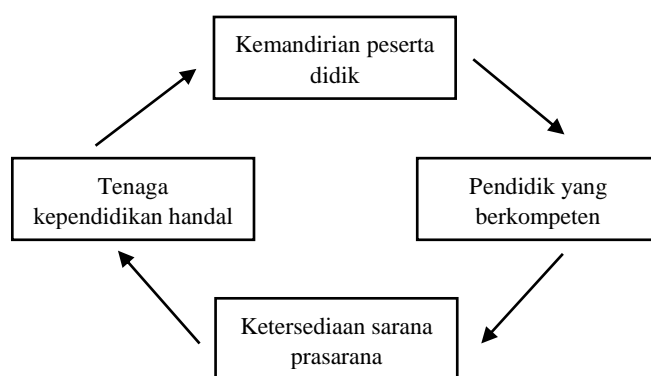 Kemandirian peserta
didik
Tenaga
kependidikan handal
Pendidik yang
berkompeten
Ketersediaan sarana
prasarana